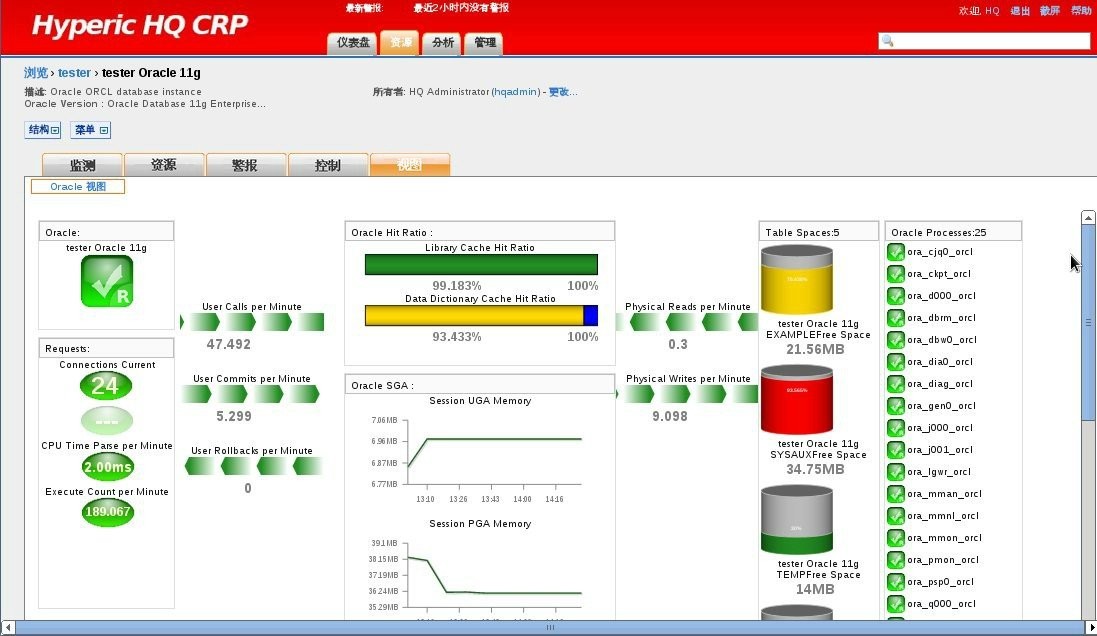 Hyperic HQ CRP
最新警报: 最近2小时内没有警报
欢迎, HQ 退出 截屏 帮助
仪表盘 资源 分析 管理
浏览 › tester › tester Oracle 11g
描述: Oracle ORCL database instance
所有者: HQ Administrator (hqadmin) - 更改...
Oracle Version : Oracle Database 11g Enterprise...
结构 菜单
监测 资源 警报 控制 视图
Oracle 视图
Oracle:
tester Oracle 11g
R
Requests:
Connections Current
24
---
CPU Time Parse per Minute
2.00ms
Execute Count per Minute
189.067
User Calls per Minute
47.492
User Commits per Minute
5.299
User Rollbacks per Minute
0
Oracle Hit Ratio :
Library Cache Hit Ratio
99.183% 100%
Data Dictionary Cache Hit Ratio
93.433% 100%
Oracle SGA :
Session UGA Memory
7.06MB
6.96MB
6.87MB
6.77MB
13:10 13:26 13:43 14:00 14:16
Session PGA Memory
39.1MB
38.15MB
37.19MB
36.24MB
35.29MB
Physical Reads per Minute
0.3
Physical Writes per Minute
9.098
Table Spaces:5
tester Oracle 11g
EXAMPLEFree Space
21.56MB
tester Oracle 11g
SYSAUXFree Space
34.75MB
tester Oracle 11g
TEMPFree Space
14MB
Oracle Processes:25
ora_cjq0_orcl
ora_ckpt_orcl
ora_d000_orcl
ora_dbrm_orcl
ora_dbw0_orcl
ora_dia0_orcl
ora_diag_orcl
ora_gen0_orcl
ora_j000_orcl
ora_j001_orcl
ora_lgwr_orcl
ora_mman_orcl
ora_mmnl_orcl
ora_mmon_orcl
ora_pmon_orcl
ora_psp0_orcl
ora_q000_orcl